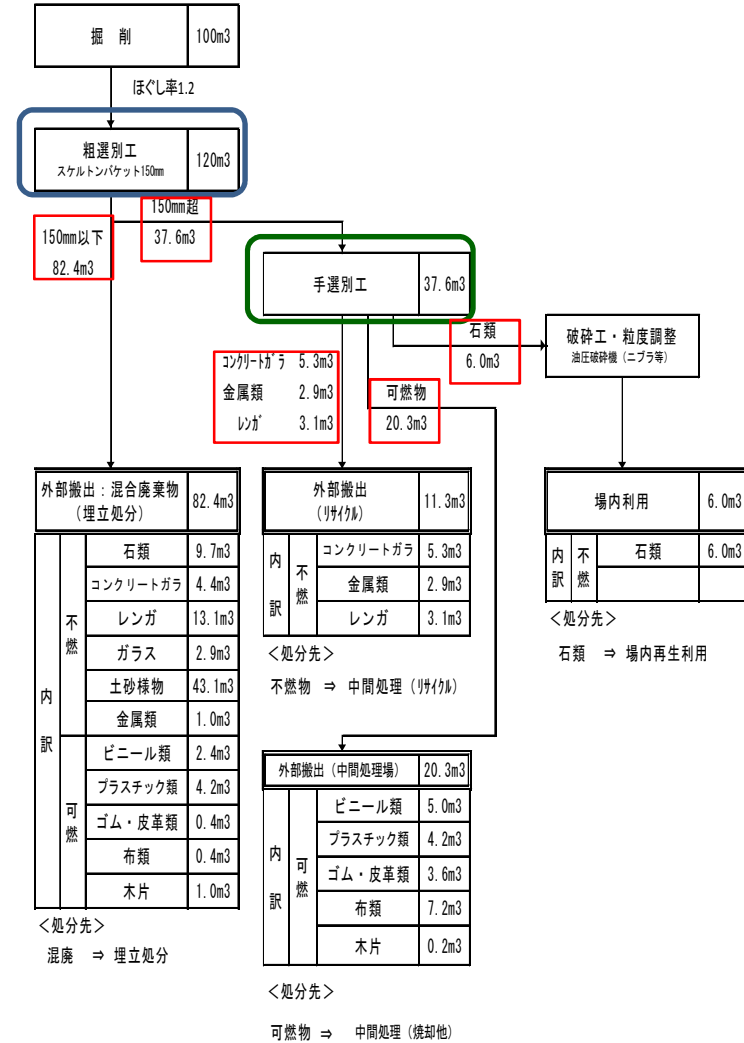 掘　削
100m3
ほぐし率1.2
粗選別工
スケルトンバケット150mm
120m3
150mm超
37.6m3
150mm以下
82.4m3
手選別工
37.6m3
石類
6.0m3
破砕工・粒度調整
油圧破砕機（ニブラ等）
コンクリートガラ 5.3m3
金属類 2.9m3
レンガ 3.1m3
可燃物
20.3m3
外部搬出：混合廃棄物
（埋立処分）
82.4m3
内訳
不燃
石類 9.7m3
コンクリートガラ 4.4m3
レンガ 13.1m3
ガラス 2.9m3
土砂様物 43.1m3
金属類 1.0m3
可燃
ビニール類 2.4m3
プラスチック類 4.2m3
ゴム・皮革類 0.4m3
布類 0.4m3
木片 1.0m3
＜処分先＞
混廃 ⇒ 埋立処分
外部搬出
（リサイクル）
11.3m3
内訳
不燃
コンクリートガラ 5.3m3
金属類 2.9m3
レンガ 3.1m3
＜処分先＞
不燃物 ⇒ 中間処理（リサイクル）
場内利用 6.0m3
内訳
不燃
石類 6.0m3
＜処分先＞
石類 ⇒ 場内再生利用
外部搬出（中間処理場） 20.3m3
内訳
可燃
ビニール類 5.0m3
プラスチック類 4.2m3
ゴム・皮革類 3.6m3
布類 7.2m3
木片 0.2m3
＜処分先＞
可燃物 ⇒ 中間処理（焼却他）